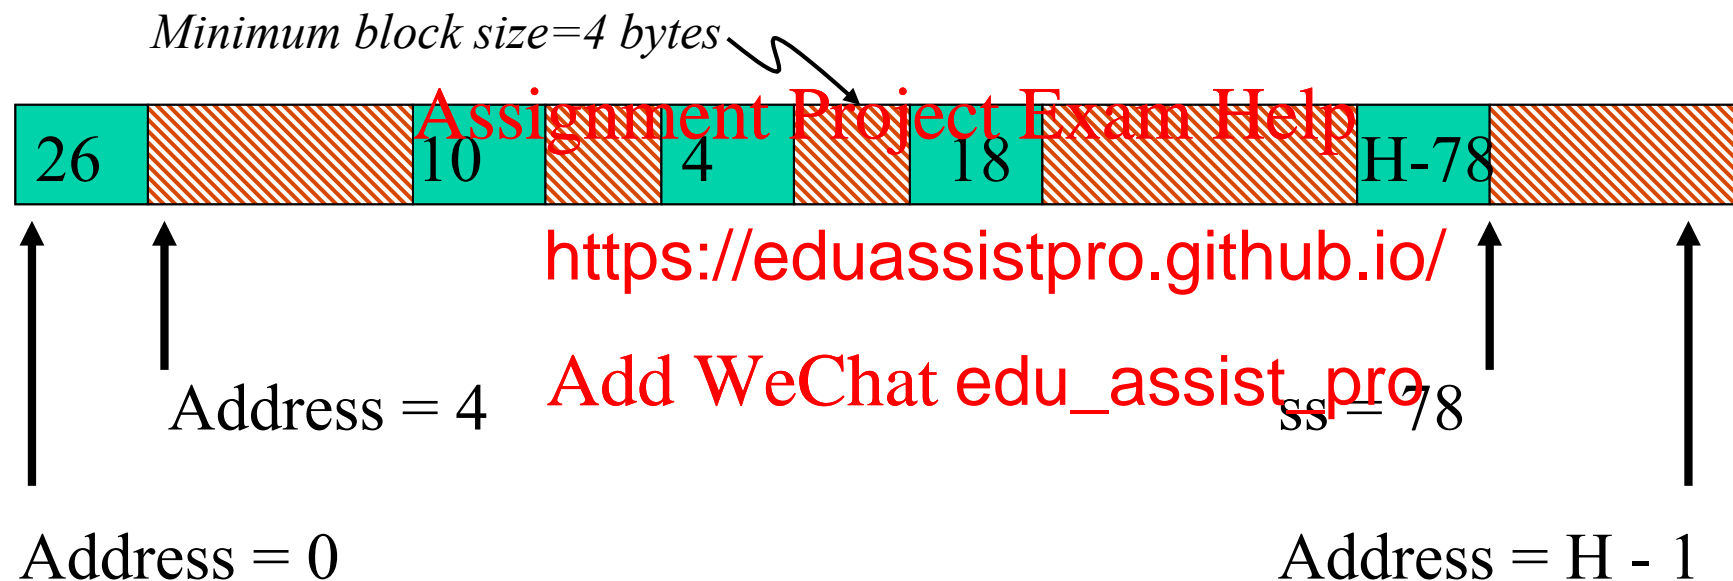 Minimum block size=4 bytes
Assignment Project Exam Help
26 10 4 18 H-78
https://eduassistpro.github.io/
Add WeChat edu_assist_pro
Address = 4 ss = 78
Address = 0 Address = H - 1